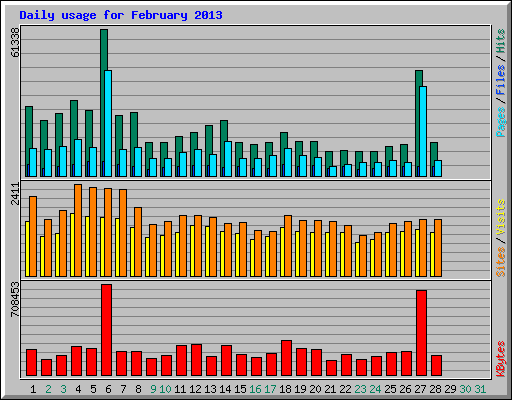 Daily usage for February 2013
61338
Pages / Files / Hits
2411
Sites / Visits
708453
KBytes
1 2 3 4 5 6 7 8 9 10 11 12 13 14 15 16 17 18 19 20 21 22 23 24 25 26 27 28 29 30 31